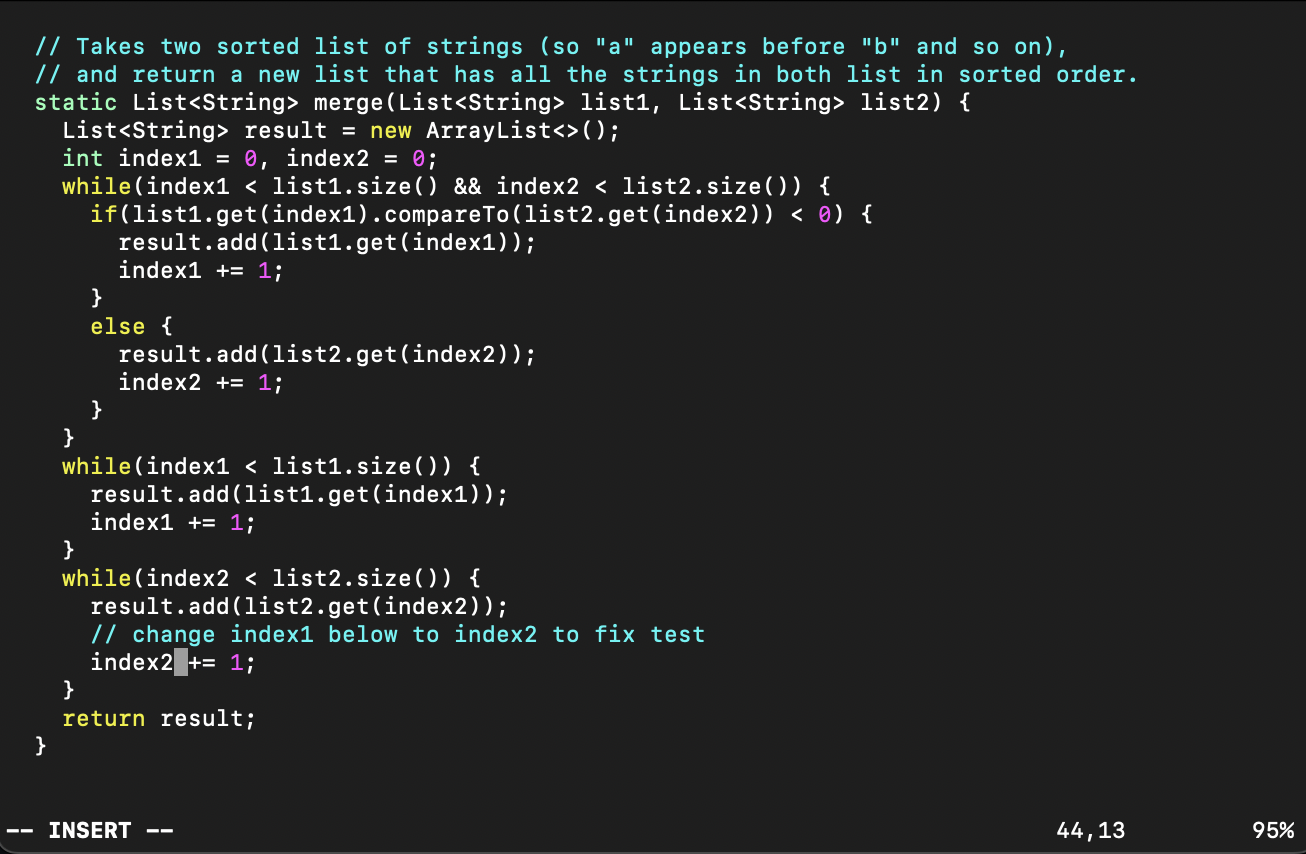 // Takes two sorted list of strings (so "a" appears before "b" and so on),
// and return a new list that has all the strings in both list in sorted order.
static List<String> merge(List<String> list1, List<String> list2) {
  List<String> result = new ArrayList<>();
  int index1 = 0, index2 = 0;
  while(index1 < list1.size() && index2 < list2.size()) {
    if(list1.get(index1).compareTo(list2.get(index2)) < 0) {
      result.add(list1.get(index1));
      index1 += 1;
    }
    else {
      result.add(list2.get(index2));
      index2 += 1;
    }
  }
  while(index1 < list1.size()) {
    result.add(list1.get(index1));
    index1 += 1;
  }
  while(index2 < list2.size()) {
    result.add(list2.get(index2));
    // change index1 below to index2 to fix test
    index2 += 1;
  }
  return result;
}
-- INSERT -- 44,13 95%